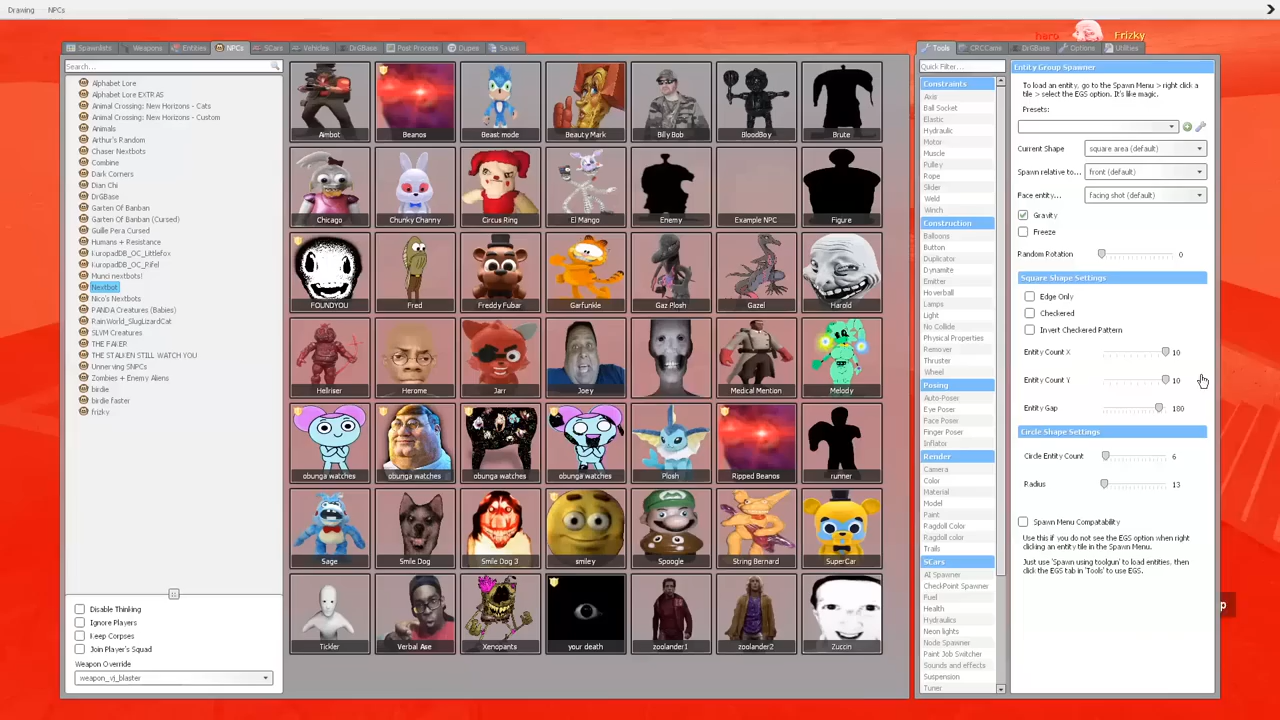 Drawing NPCs
hero Frizky
Spawnlists Weapons Entities NPCs SCars Vehicles DrGBase Post Process Dupes Saves
Search...
Alphabet Lore
Alphabet Lore EXTRAS
Animal Crossing: New Horizons - Cats
Animal Crossing: New Horizons - Custom
Animals
Arthur's Random
Chaser Nextbots
Combine
Dark Corners
Dian Chi
DrGBase
Garten Of Banban
Garten Of Banban (Cursed)
Guille Pera Cursed
Humans + Resistance
KuropadDB_OC_Littlefox
KuropadDB_OC_Rifel
Munci nextbots!
Nextbot
Nico's Nextbots
PANDA Creatures (Babies)
RainWorld_SlugLizardCat
SLVM Creatures
THE FAKER
THE STALKEN STILL WATCH YOU
Unnerving SNPCs
Zombies + Enemy Aliens
birdie
birdie faster
frizky
Disable Thinking
Ignore Players
Keep Corpses
Join Player's Squad
Weapon Override
weapon_vj_blaster
Aimbot Beanos Beast mode Beauty Mark Billy Bob BloodBoy Brute
Chicago Chunky Channy Circus Ring El Mango Enemy Example NPC Figure
FOUNDYOU Fred Freddy Fubar Garfunkle Gaz Plosh Gazel Harold
Hellriser Herome Jarr Joey Medical Mention Melody
obunga watches obunga watches obunga watches obunga watches Plosh Ripped Beanos runner
Sage Smile Dog Smile Dog 3 smiley Spoogle String Bernard SuperCar
Tickler Verbal Ase Xenopants your death zoolander1 zoolander2 Zuccin
Tools CRCCams DrGBase Options Utilities
Quick Filter...
Constraints
Axis
Ball Socket
Elastic
Hydraulic
Motor
Muscle
Pulley
Rope
Slider
Weld
Winch
Construction
Balloons
Button
Duplicator
Dynamite
Emitter
Hoverball
Lamps
Light
No Collide
Physical Properties
Remover
Thruster
Wheel
Posing
Auto-Poser
Eye Poser
Face Poser
Finger Poser
Inflator
Render
Camera
Color
Material
Model
Paint
Ragdoll Color
Ragdoll color
Trails
SCars
AI Spawner
CheckPoint Spawner
Fuel
Health
Hydraulics
Neon lights
Node Spawner
Paint Job Switcher
Sounds and effects
Suspension
Tuner
Entity Group Spawner
To load an entity, go to the Spawn Menu > right click a
tile > select the EGS option. It's like magic.
Presets:
Current Shape square area (default)
Spawn relative to... front (default)
Face entity... facing shot (default)
Gravity
Freeze
Random Rotation 0
Square Shape Settings
Edge Only
Checkered
Invert Checkered Pattern
Entity Count X 10
Entity Count Y 10
Entity Gap 180
Circle Shape Settings
Circle Entity Count 6
Radius 13
Spawn Menu Compatability
Use this if you do not see the EGS option when right
clicking an entity tile in the Spawn Menu.
Just use 'Spawn using toolgun' to load entities, then
click the EGS tab in 'Tools' to use EGS.
p